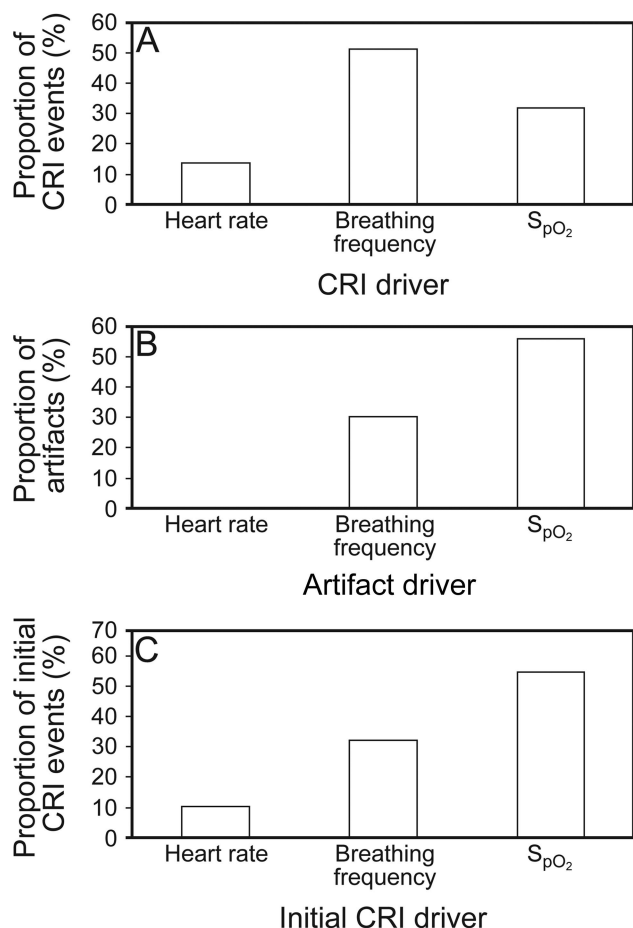 A
Proportion of
CRI events (%)
60
50
40
30
20
10
0
Heart rate
Breathing
frequency
SpO2
CRI driver
B
Proportion of
artifacts (%)
60
50
40
30
20
10
0
Heart rate
Breathing
frequency
SpO2
Artifact driver
C
Proportion of initial
CRI events (%)
70
60
50
40
30
20
10
0
Heart rate
Breathing
frequency
SpO2
Initial CRI driver